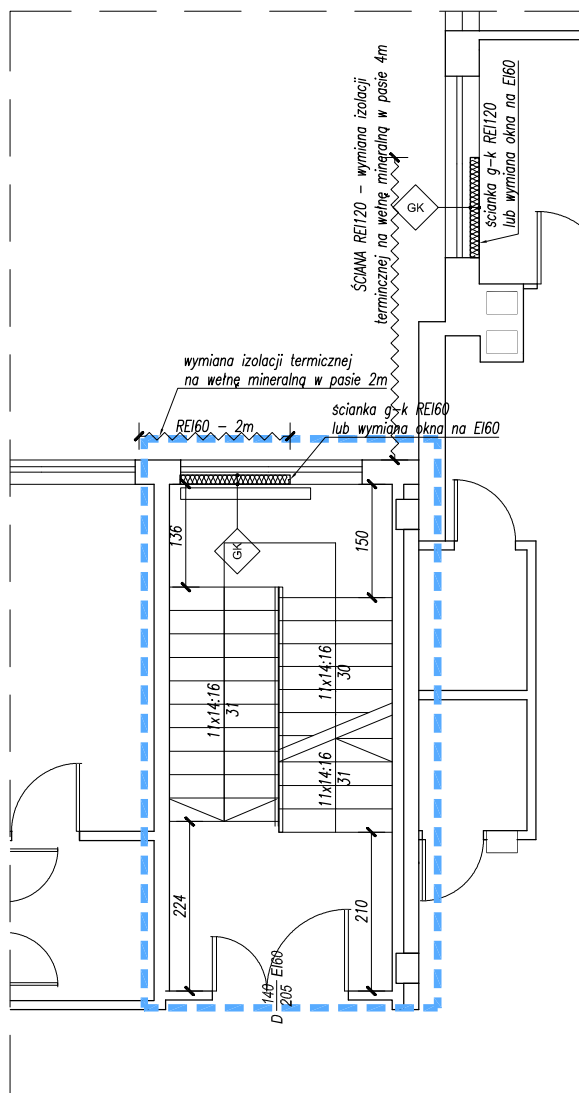 ŚCIANA REI120 - wymiana izolacji
termincznej na wełnę mineralną w pasie 4m
GK
ścianka g-k REI120
lub wymiana okna na EI60
wymiana izolacji termicznej
na wełnę mineralną w pasie 2m
REI60 - 2m
ścianka g-k REI60
lub wymiana okna na EI60
136
150
GK
11x14:16
31
11x14:16
30
11x14:16
31
224
210
D 140 EI60
205